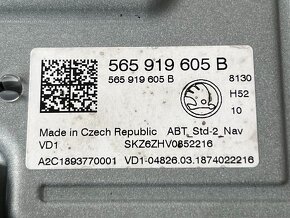 565 919 605 B
565 919 605 B 8130
H52
10
Made in Czech Republic ABT_Std-2_Nav
VD1 SKZ6ZHV0852216
A2C1893770001 VD1-04826.03.1874022216